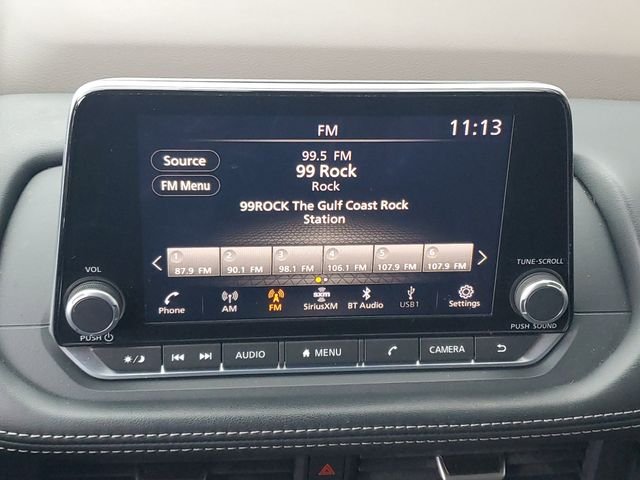 FM
11:13
Source
FM Menu
99.5 FM
99 Rock
Rock
99ROCK The Gulf Coast Rock
Station
1 2 3 4 5 6
87.9 FM 90.1 FM 98.1 FM 106.1 FM 107.9 FM 107.9 FM
Phone AM FM SiriusXM BT Audio USB1 Settings
VOL
PUSH
TUNE·SCROLL
PUSH SOUND
AUDIO MENU CAMERA